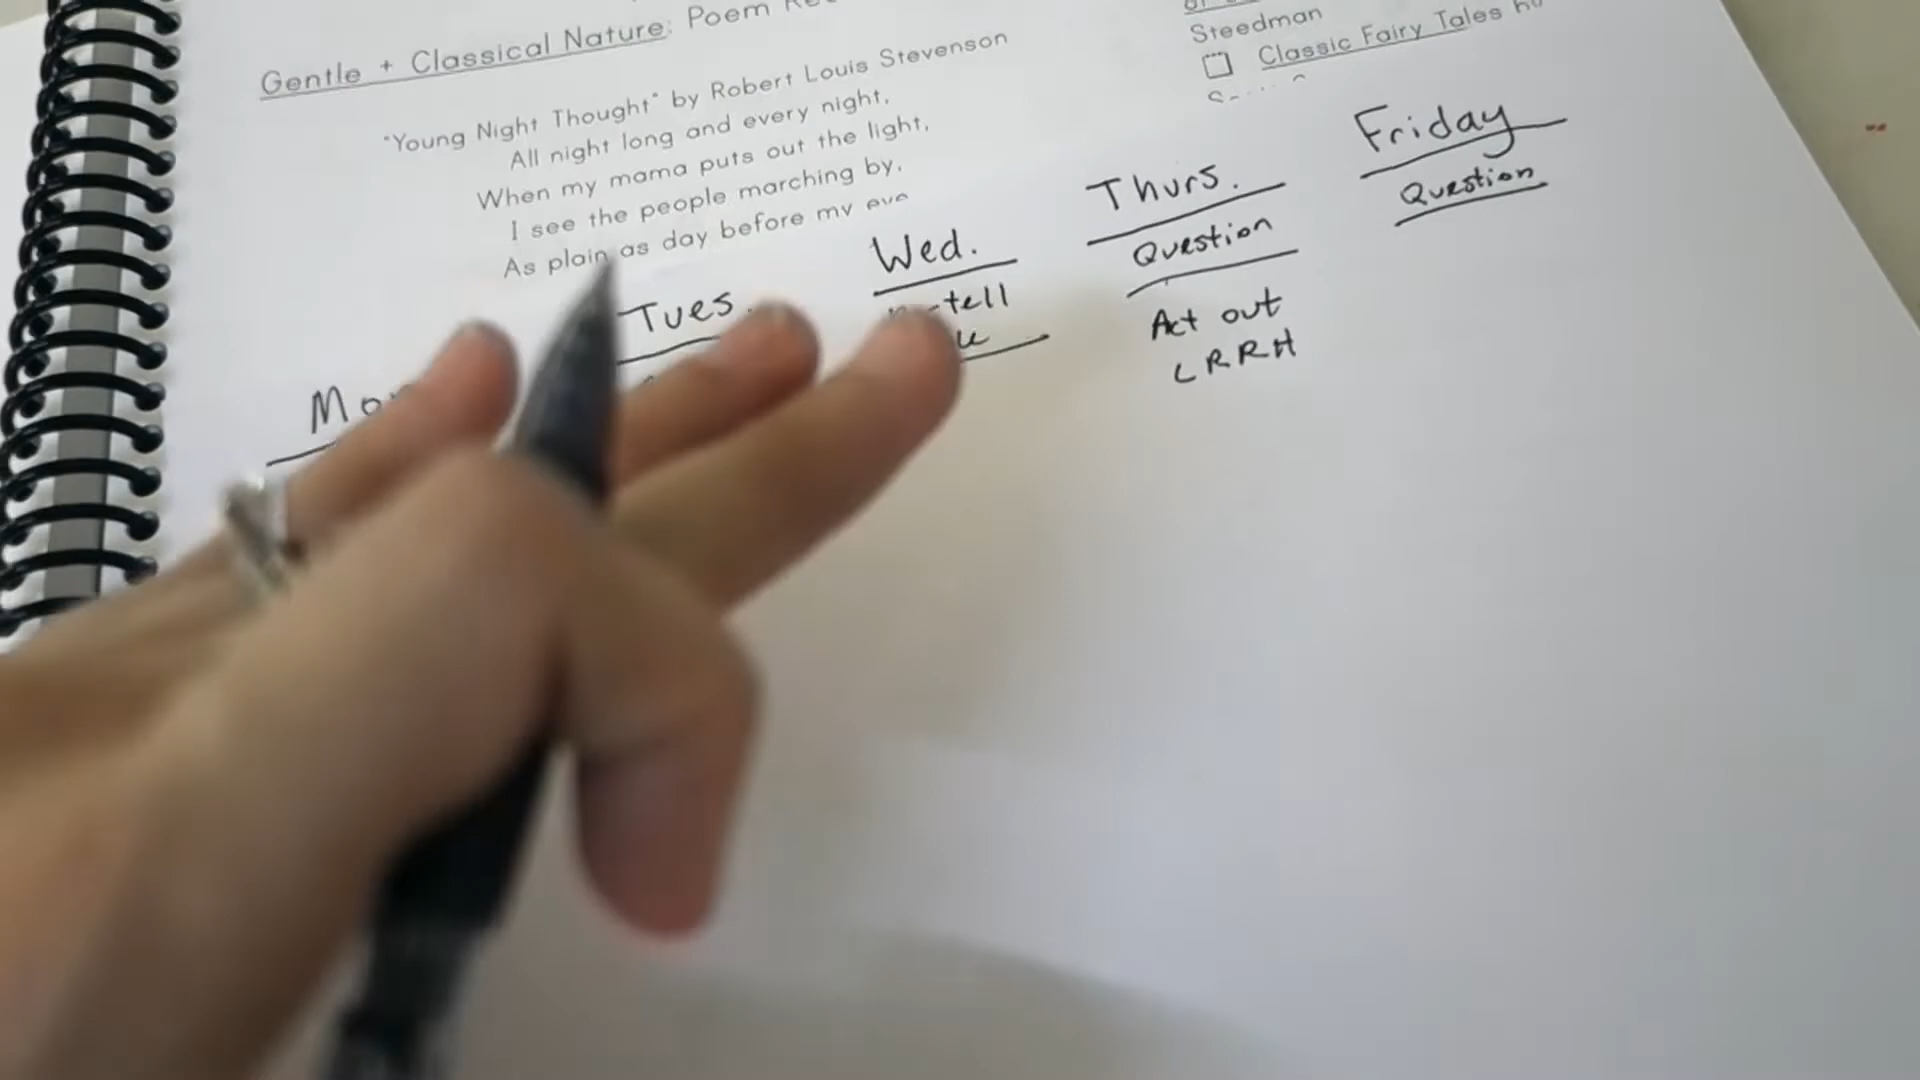 Gentle + Classical Nature: Poem
"Young Night Thought" by Robert Louis Stevenson
All night long and every night,
When my mama puts out the light,
I see the people marching by,
As plain as day before my eye
Steedman
Classic Fairy Tales
Tues.
Wed.
Thurs.
Question
Act out
LRRH
Friday
Question